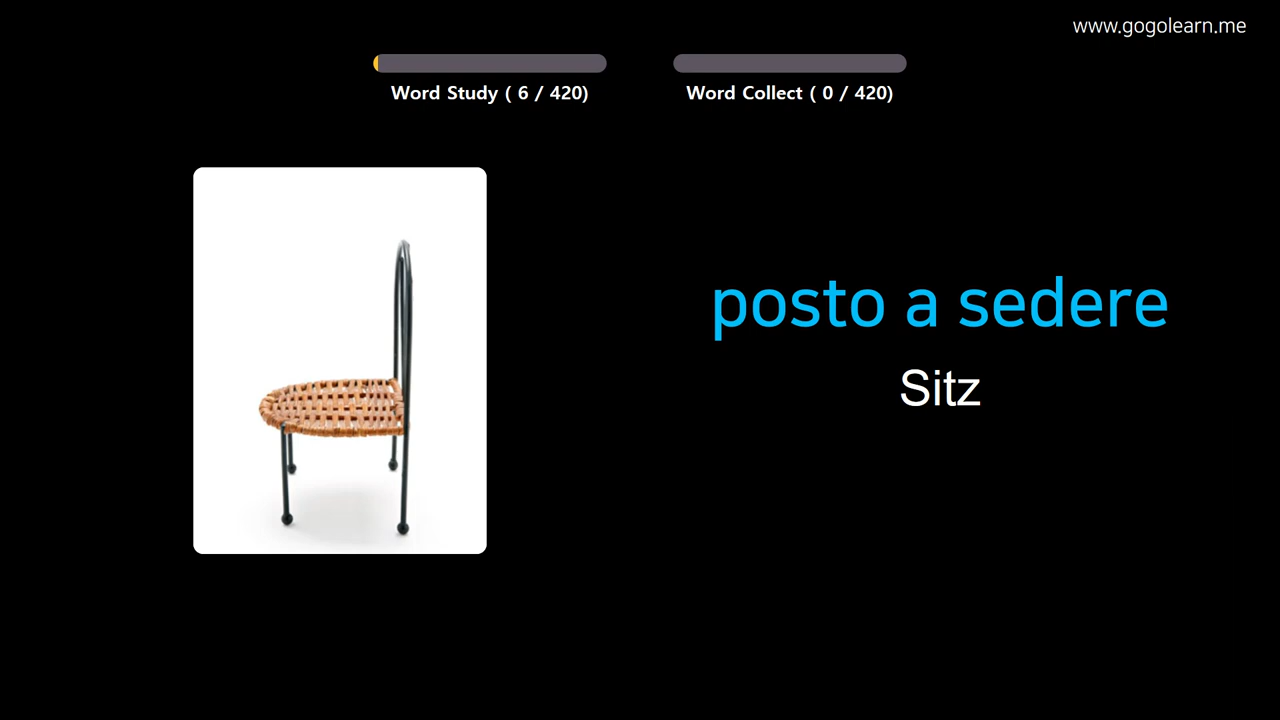 www.gogolearn.me
Word Study ( 6 / 420)
Word Collect ( 0 / 420)
posto a sedere
Sitz